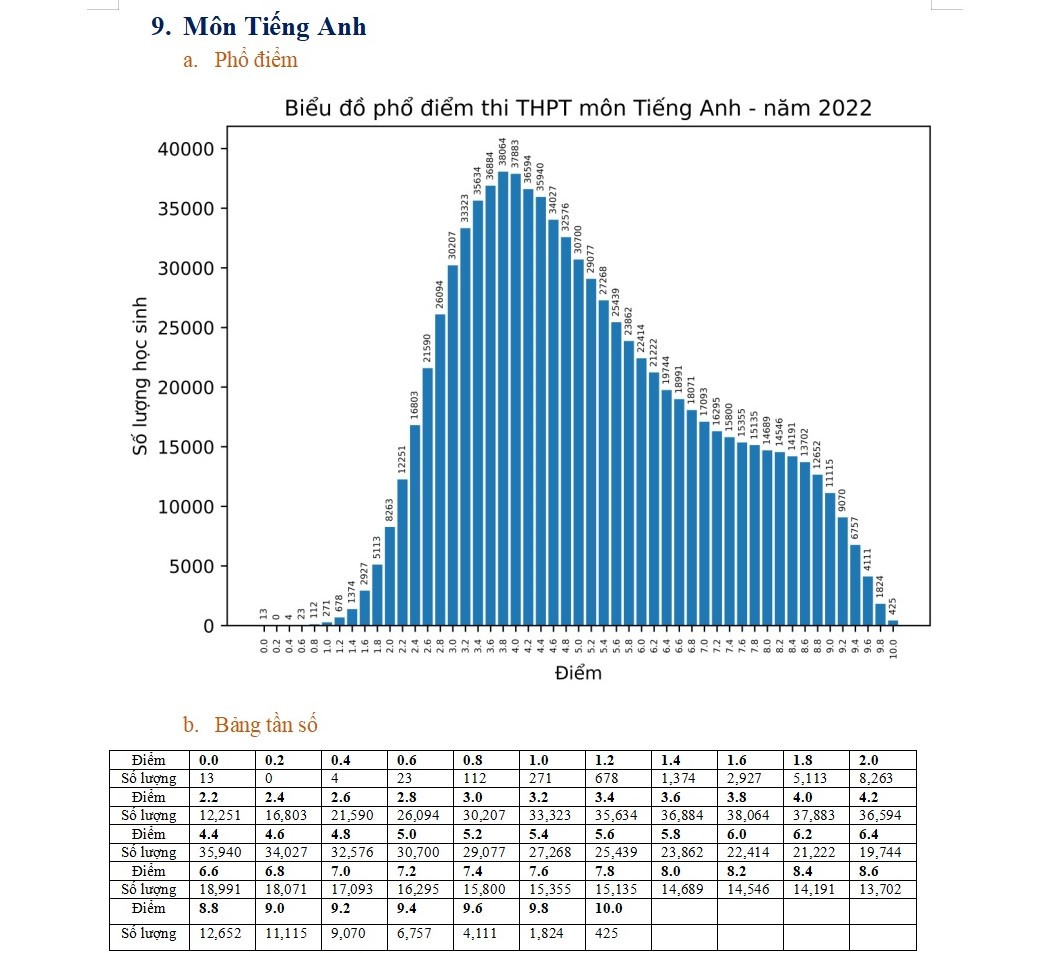 9. Môn Tiếng Anh
a. Phổ điểm
Biểu đồ phổ điểm thi THPT môn Tiếng Anh - năm 2022
Số lượng học sinh
40000
35000
30000
25000
20000
15000
10000
5000
0
13 0 4 23 112 271 678 1374 2927 5113 8263 12251 16803 21590 26094 30207 33323 35634 36884 38064 37883 36594 35940 34027 32576 30700 29077 27268 25439 23862 22414 21222 19744 18991 18071 17093 16295 15800 15355 15135 14689 14546 14191 13702 12652 11115 9070 6757 4111 1824 425
0.0 0.2 0.4 0.6 0.8 1.0 1.2 1.4 1.6 1.8 2.0 2.2 2.4 2.6 2.8 3.0 3.2 3.4 3.6 3.8 4.0 4.2 4.4 4.6 4.8 5.0 5.2 5.4 5.6 5.8 6.0 6.2 6.4 6.6 6.8 7.0 7.2 7.4 7.6 7.8 8.0 8.2 8.4 8.6 8.8 9.0 9.2 9.4 9.6 9.8 10.0
Điểm
b. Bảng tần số
Điểm 0.0 0.2 0.4 0.6 0.8 1.0 1.2 1.4 1.6 1.8 2.0
Số lượng 13 0 4 23 112 271 678 1,374 2,927 5,113 8,263
Điểm 2.2 2.4 2.6 2.8 3.0 3.2 3.4 3.6 3.8 4.0 4.2
Số lượng 12,251 16,803 21,590 26,094 30,207 33,323 35,634 36,884 38,064 37,883 36,594
Điểm 4.4 4.6 4.8 5.0 5.2 5.4 5.6 5.8 6.0 6.2 6.4
Số lượng 35,940 34,027 32,576 30,700 29,077 27,268 25,439 23,862 22,414 21,222 19,744
Điểm 6.6 6.8 7.0 7.2 7.4 7.6 7.8 8.0 8.2 8.4 8.6
Số lượng 18,991 18,071 17,093 16,295 15,800 15,355 15,135 14,689 14,546 14,191 13,702
Điểm 8.8 9.0 9.2 9.4 9.6 9.8 10.0
Số lượng 12,652 11,115 9,070 6,757 4,111 1,824 425